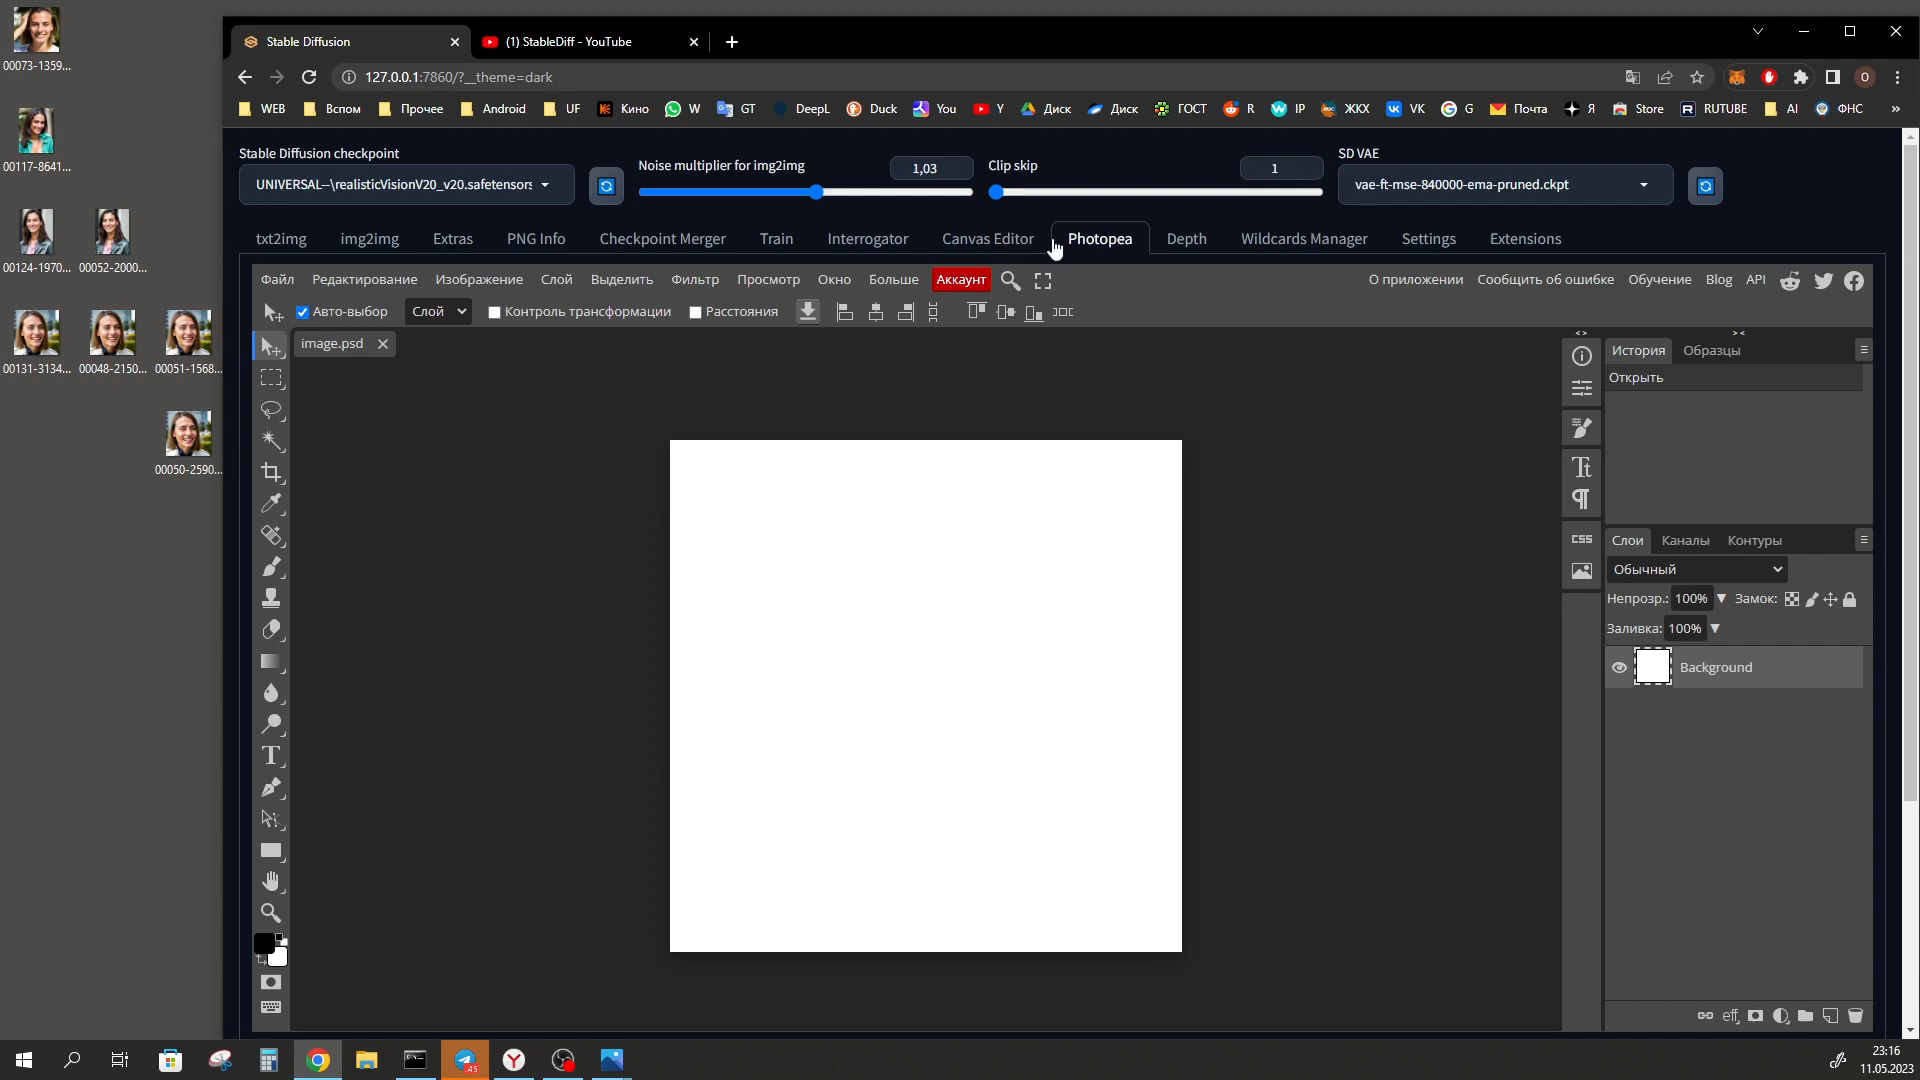 00073-1359...
00117-8641...
00124-1970...
00052-2000...
00131-3134...
00048-2150...
00051-1568...
00050-2590...
Stable Diffusion
(1) StableDiff - YouTube
127.0.0.1:7860/?__theme=dark
WEB Вспом Прочее Android UF Кино W GT DeepL Duck You Y Диск Диск ГОСТ R IP ЖКХ VK G Почта Я Store RUTUBE AI ФНС »
Stable Diffusion checkpoint
UNIVERSAL--\realisticVisionV20_v20.safetensors
Noise multiplier for img2img
1,03
Clip skip
1
SD VAE
vae-ft-mse-840000-ema-pruned.ckpt
txt2img img2img Extras PNG Info Checkpoint Merger Train Interrogator Canvas Editor Photopea Depth Wildcards Manager Settings Extensions
Файл Редактирование Изображение Слой Выделить Фильтр Просмотр Окно Больше Аккаунт
О приложении Сообщить об ошибке Обучение Blog API
Авто-выбор Слой Контроль трансформации Расстояния
image.psd
История Образцы
Открыть
CSS
Слои Каналы Контуры
Обычный
Непрозр.: 100% Замок:
Заливка: 100%
Background
eff
45
23:16
11.05.2023